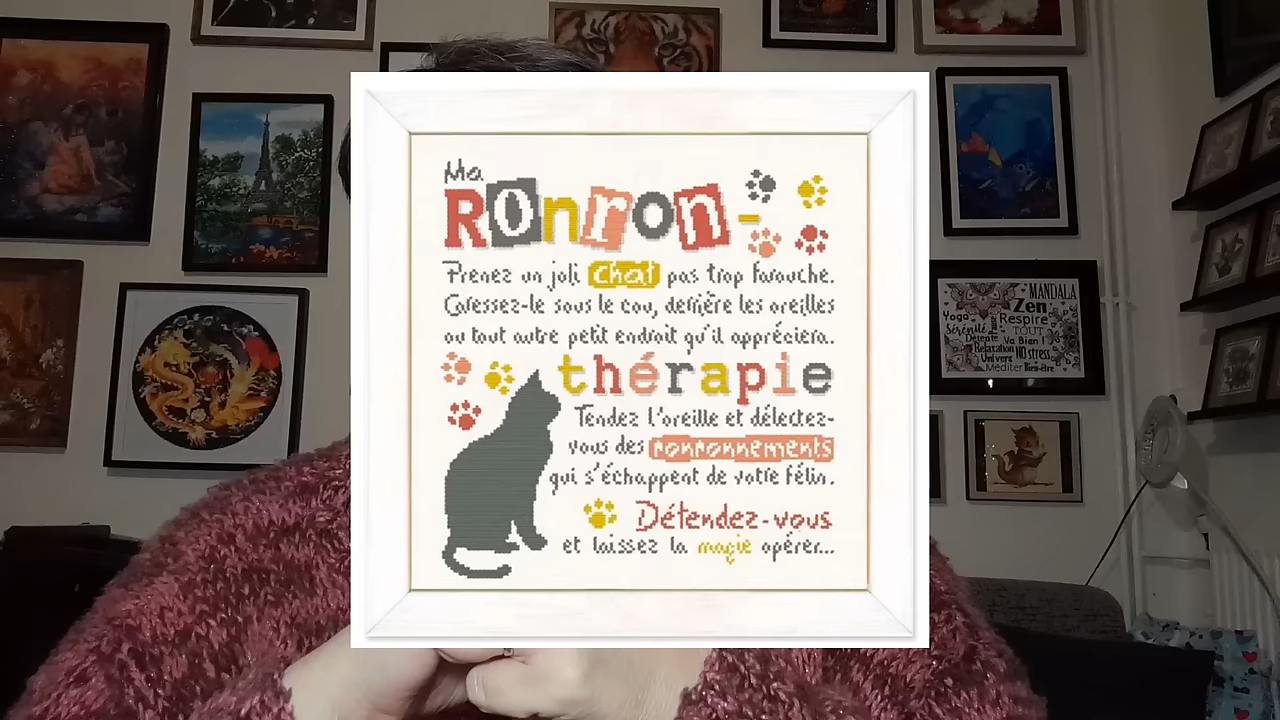 Ma
RONRON-
Prenez un joli chat pas trop farouche.
Caressez-le sous le cou, derrière les oreilles
ou tout autre petit endroit qu'il appréciera.
thérapie
Tendez l'oreille et délectez-
vous des ronronnements
qui s'échappent de votre félin.
Détendez-vous
et laissez la magie opérer...
MANDALA
Zen
Yoga
Respire
Sérénité
TOUT
Détente
Va Bien !
Relaxation
NO STRESS
Univers
Méditer
Bien-être